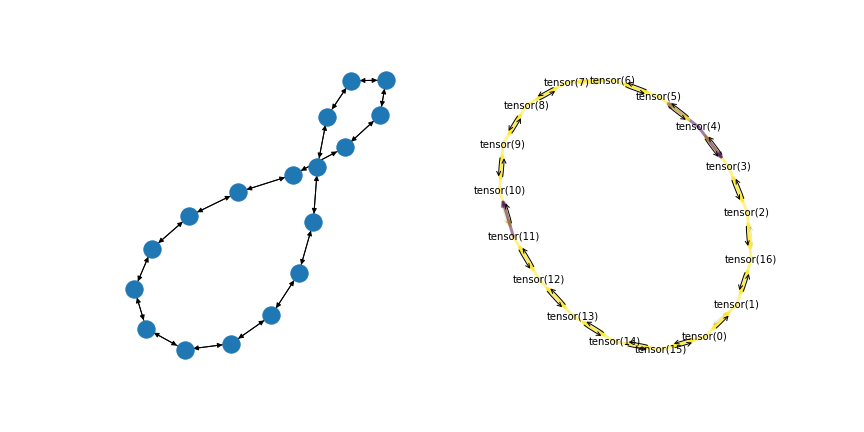 tensor(7)
tensor(6)
tensor(5)
tensor(8)
tensor(4)
tensor(9)
tensor(3)
tensor(10)
tensor(2)
tensor(11)
tensor(16)
tensor(12)
tensor(1)
tensor(13)
tensor(0)
tensor(14)
tensor(15)